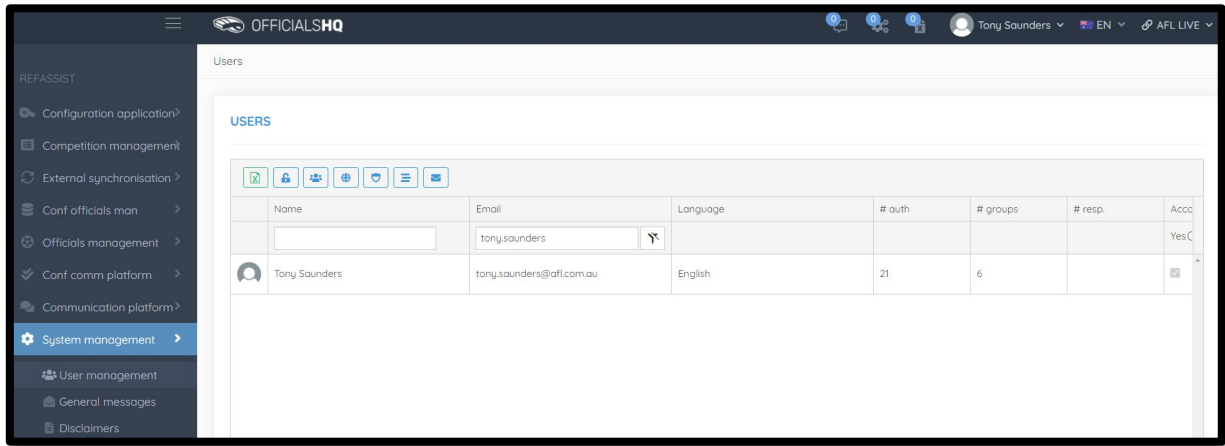 OFFICIALSHQ
0
0
0
Tony Saunders
EN
AFL LIVE
REFASSIST
Configuration application
Competition management
External synchronisation
Conf officials man
Officials management
Conf comm platform
Communication platform
System management
User management
General messages
Disclaimers
Users
USERS
Name Email Language # auth # groups # resp. Acco
tony.saunders Yes
Tony Saunders tony.saunders@afl.com.au English 21 6